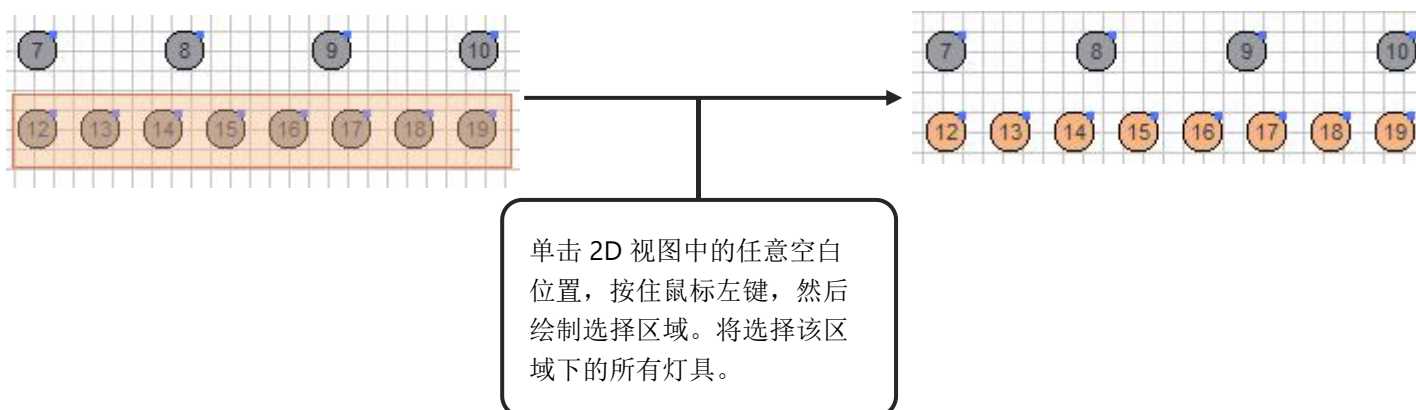 7 8 9 10
12 13 14 15 16 17 18 19
7 8 9 10
12 13 14 15 16 17 18 19
单击 2D 视图中的任意空白
位置，按住鼠标左键，然后
绘制选择区域。将选择该区
域下的所有灯具。